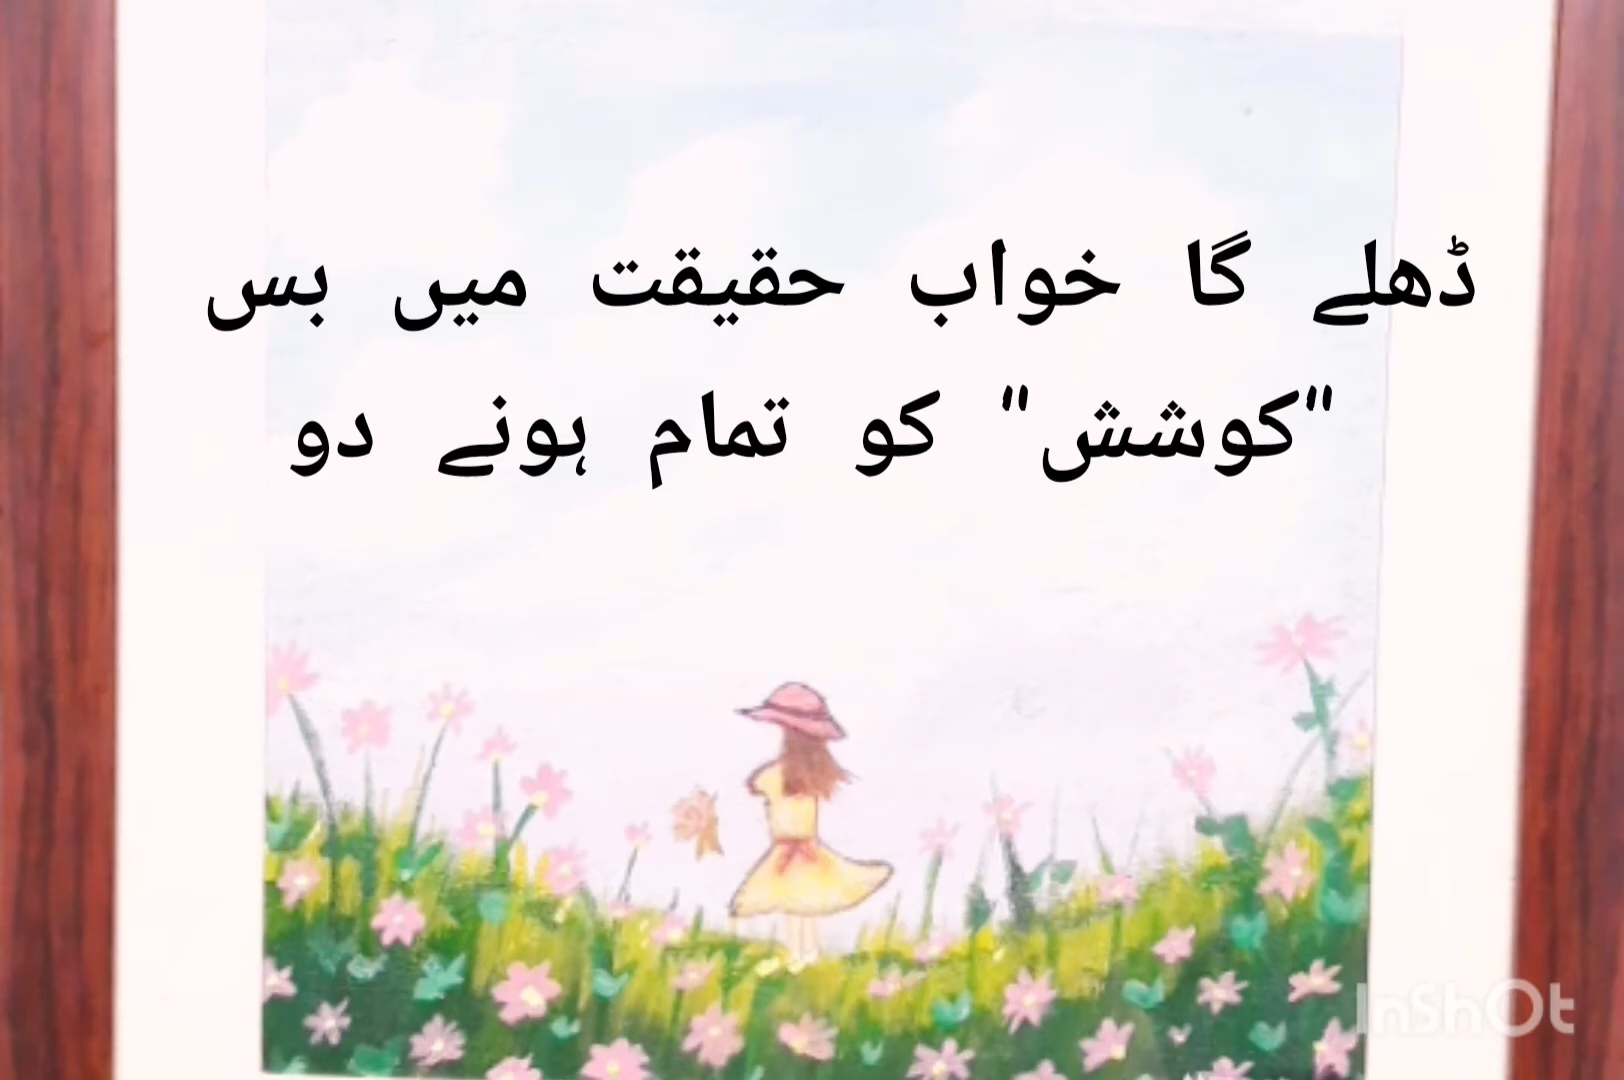 ڈھلے گا خواب حقیقت میں بس
"کوشش" کو تمام ہونے دو
InShOt